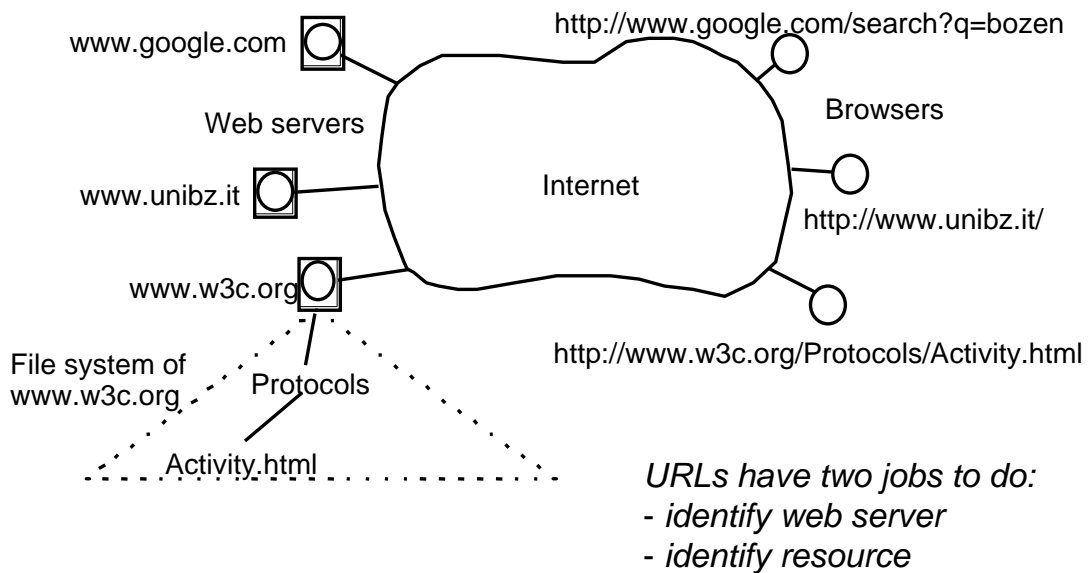 http://www.google.com/search?q=bozen
www.google.com
Browsers
Web servers
Internet
www.unibz.it
http://www.unibz.it/
www.w3c.org
http://www.w3c.org/Protocols/Activity.html
File system of
www.w3c.org
Protocols
Activity.html
URLs have two jobs to do:
- identify web server
- identify resource